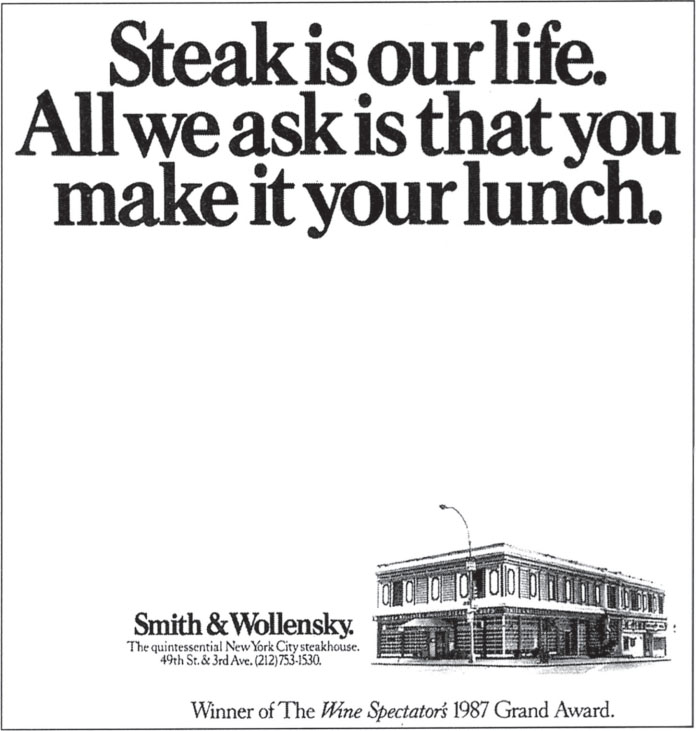 Steak is our life.
All we ask is that you
make it your lunch.
Smith & Wollensky.
The quintessential New York City steakhouse.
49th St. & 3rd Ave. (212)753-1530.
Winner of The Wine Spectator's 1987 Grand Award.